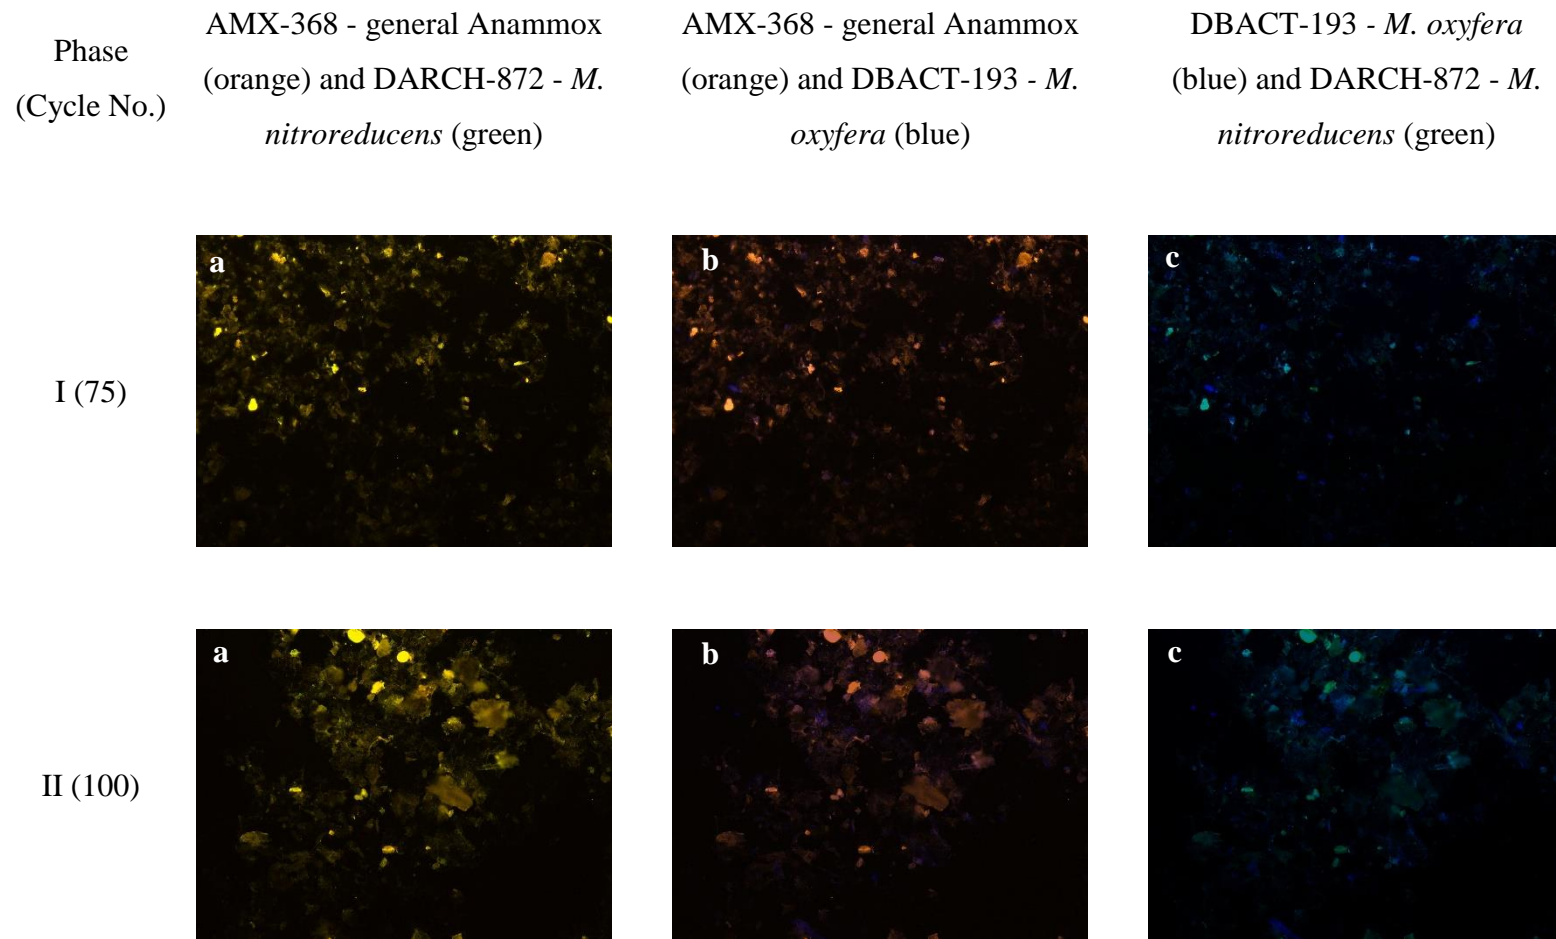 Phase
(Cycle No.)
AMX-368 - general Anammox
(orange) and DARCH-872 - M.
nitroreducens (green)
AMX-368 - general Anammox
(orange) and DBACT-193 - M.
oxyfera (blue)
DBACT-193 - M. oxyfera
(blue) and DARCH-872 - M.
nitroreducens (green)
I (75)
a
b
c
II (100)
a
b
c